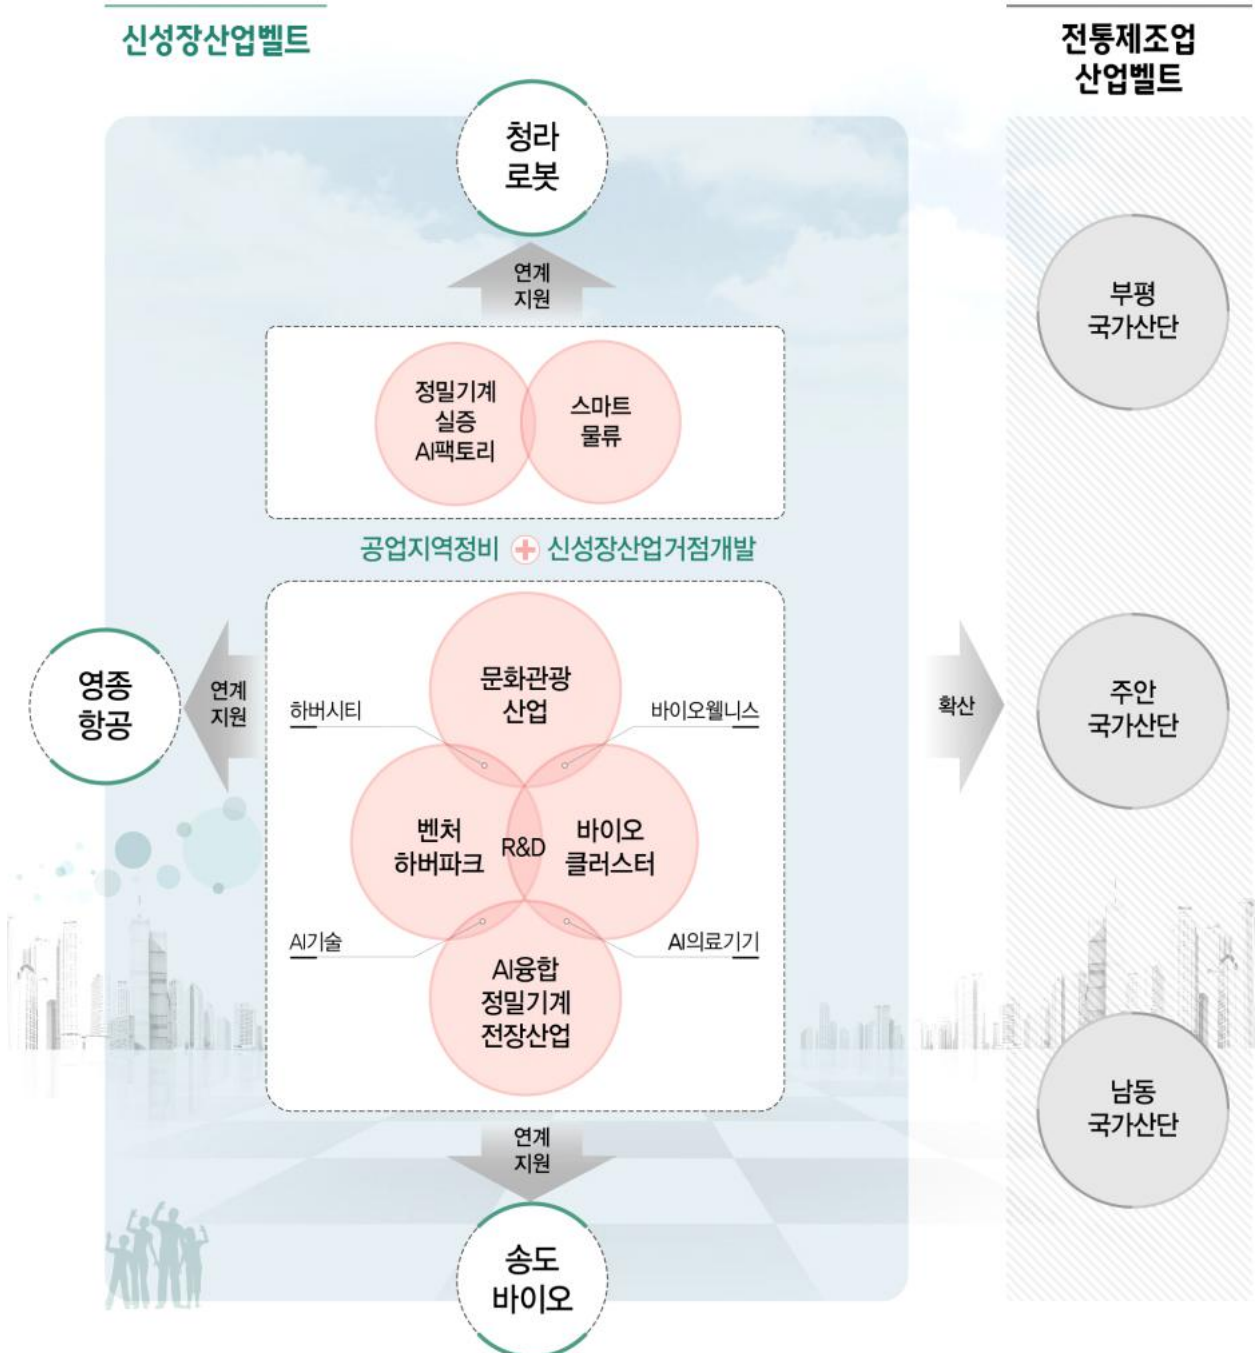 신성장산업벨트
전통제조업
산업벨트
청라
로봇
연계
지원
부평
국가산단
정밀기계
실증
AI팩토리
스마트
물류
공업지역정비 + 신성장산업거점개발
영종
항공
연계
지원
하버시티
문화관광
산업
바이오웰니스
확산
주안
국가산단
벤처
하버파크
R&D
바이오
클러스터
AI기술
AI의료기기
AI융합
정밀기계
전장산업
남동
국가산단
연계
지원
송도
바이오